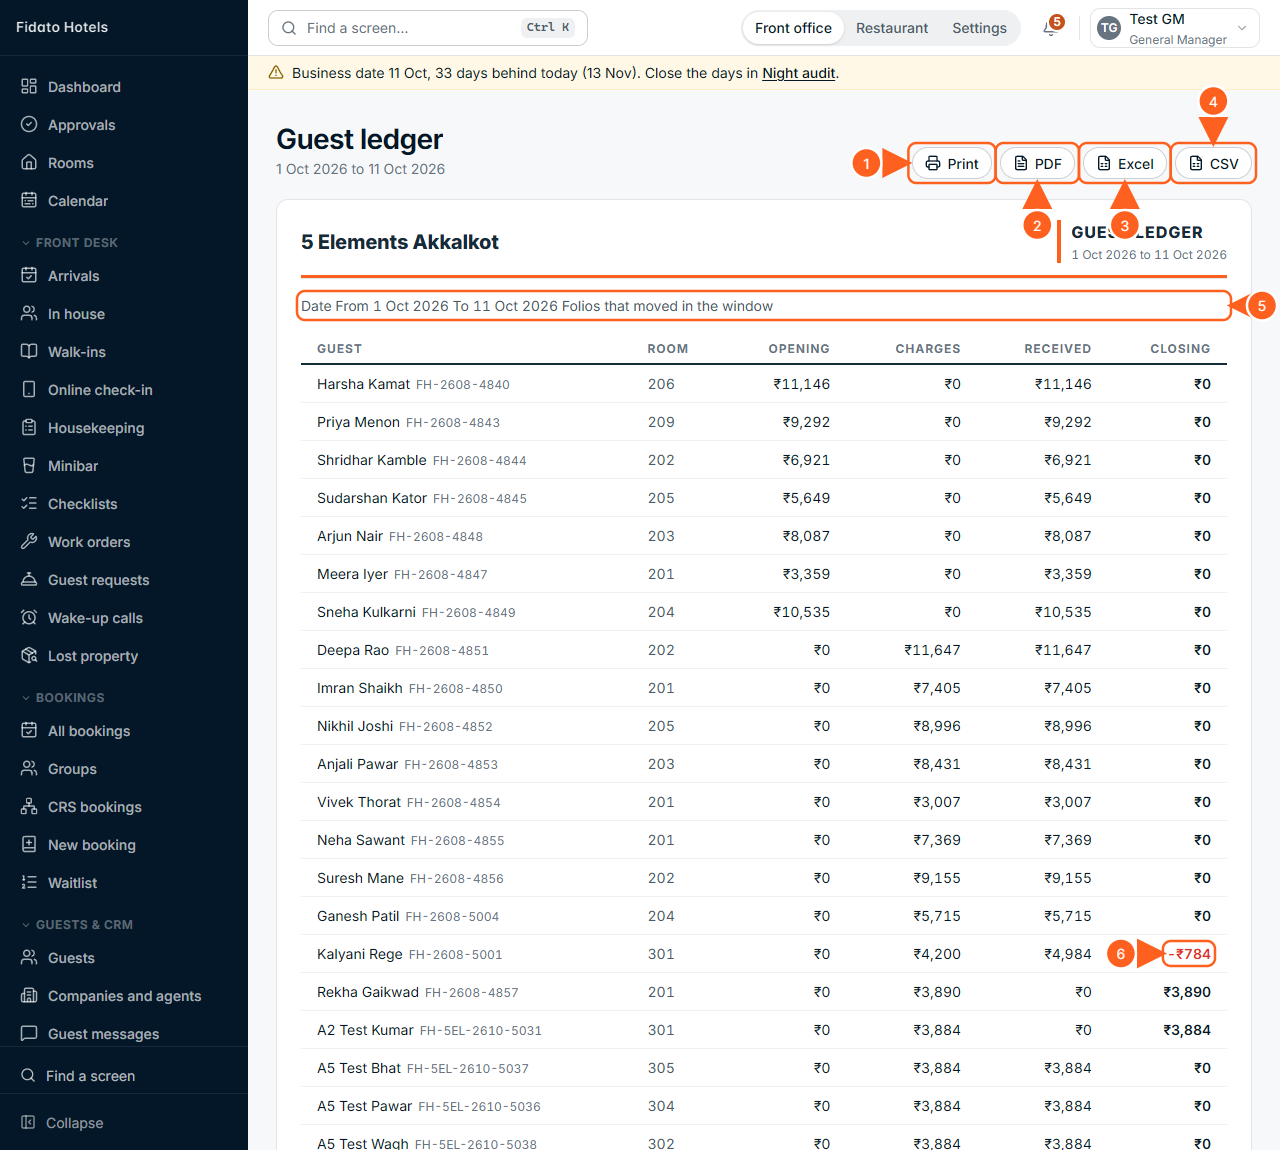 Fidato Hotels
Find a screen...
Ctrl K
Front office
Restaurant
Settings
5
TG
Test GM
General Manager
Business date 11 Oct, 33 days behind today (13 Nov). Close the days in Night audit.
Dashboard
Approvals
Rooms
Calendar
FRONT DESK
Arrivals
In house
Walk-ins
Online check-in
Housekeeping
Minibar
Checklists
Work orders
Guest requests
Wake-up calls
Lost property
BOOKINGS
All bookings
Groups
CRS bookings
New booking
Waitlist
GUESTS & CRM
Guests
Companies and agents
Guest messages
Find a screen
Collapse
Guest ledger
1 Oct 2026 to 11 Oct 2026
4
1
Print
PDF
Excel
CSV
2
3
5 Elements Akkalkot
GUEST LEDGER
1 Oct 2026 to 11 Oct 2026
Date From 1 Oct 2026 To 11 Oct 2026 Folios that moved in the window
5
GUEST ROOM OPENING CHARGES RECEIVED CLOSING
Harsha Kamat FH-2608-4840 206 ₹11,146 ₹0 ₹11,146 ₹0
Priya Menon FH-2608-4843 209 ₹9,292 ₹0 ₹9,292 ₹0
Shridhar Kamble FH-2608-4844 202 ₹6,921 ₹0 ₹6,921 ₹0
Sudarshan Kator FH-2608-4845 205 ₹5,649 ₹0 ₹5,649 ₹0
Arjun Nair FH-2608-4848 203 ₹8,087 ₹0 ₹8,087 ₹0
Meera Iyer FH-2608-4847 201 ₹3,359 ₹0 ₹3,359 ₹0
Sneha Kulkarni FH-2608-4849 204 ₹10,535 ₹0 ₹10,535 ₹0
Deepa Rao FH-2608-4851 202 ₹0 ₹11,647 ₹11,647 ₹0
Imran Shaikh FH-2608-4850 201 ₹0 ₹7,405 ₹7,405 ₹0
Nikhil Joshi FH-2608-4852 205 ₹0 ₹8,996 ₹8,996 ₹0
Anjali Pawar FH-2608-4853 203 ₹0 ₹8,431 ₹8,431 ₹0
Vivek Thorat FH-2608-4854 201 ₹0 ₹3,007 ₹3,007 ₹0
Neha Sawant FH-2608-4855 201 ₹0 ₹7,369 ₹7,369 ₹0
Suresh Mane FH-2608-4856 202 ₹0 ₹9,155 ₹9,155 ₹0
Ganesh Patil FH-2608-5004 204 ₹0 ₹5,715 ₹5,715 ₹0
Kalyani Rege FH-2608-5001 301 ₹0 ₹4,200 ₹4,984 6 -₹784
Rekha Gaikwad FH-2608-4857 201 ₹0 ₹3,890 ₹0 ₹3,890
A2 Test Kumar FH-5EL-2610-5031 301 ₹0 ₹3,884 ₹0 ₹3,884
A5 Test Bhat FH-5EL-2610-5037 305 ₹0 ₹3,884 ₹3,884 ₹0
A5 Test Pawar FH-5EL-2610-5036 304 ₹0 ₹3,884 ₹3,884 ₹0
A5 Test Wagh FH-5EL-2610-5038 302 ₹0 ₹3,884 ₹3,884 ₹0